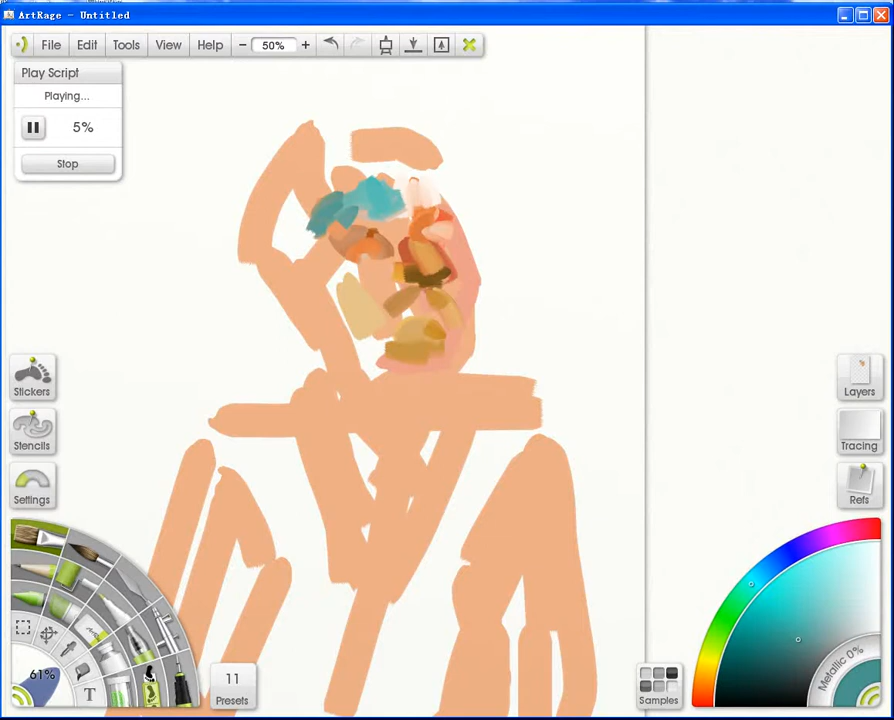 ArtRage - Untitled
File Edit Tools View Help - 50% +
Play Script
Playing...
5%
Stop
Stickers
Stencils
Settings
Layers
Tracing
Refs
61%
T
11
Presets
Samples
Metallic 0%